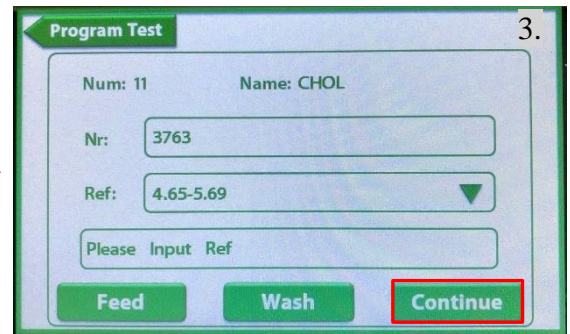 Program Test
3.
Num: 11 Name: CHOL
Nr: 3763
Ref: 4.65-5.69
Please Input Ref
Feed Wash Continue